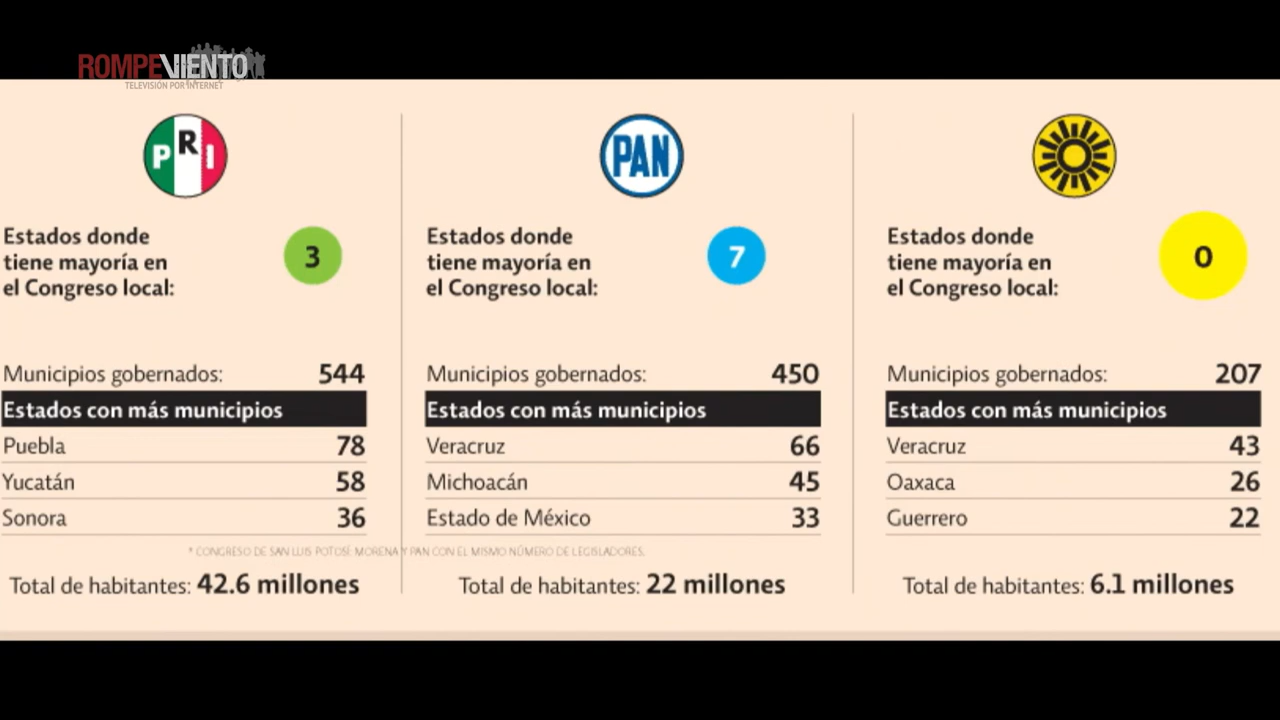 ROMPEVIENTO
TELEVISIÓN POR INTERNET
PRI
Estados donde
tiene mayoría en
el Congreso local:
3
Municipios gobernados: 544
Estados con más municipios
Puebla 78
Yucatán 58
Sonora 36
Total de habitantes: 42.6 millones
PAN
Estados donde
tiene mayoría en
el Congreso local:
7
Municipios gobernados: 450
Estados con más municipios
Veracruz 66
Michoacán 45
Estado de México 33
Total de habitantes: 22 millones
Estados donde
tiene mayoría en
el Congreso local:
0
Municipios gobernados: 207
Estados con más municipios
Veracruz 43
Oaxaca 26
Guerrero 22
Total de habitantes: 6.1 millones
* CONGRESO DE SAN LUIS POTOSÍ: MORENA Y PAN CON EL MISMO NÚMERO DE LEGISLADORES.